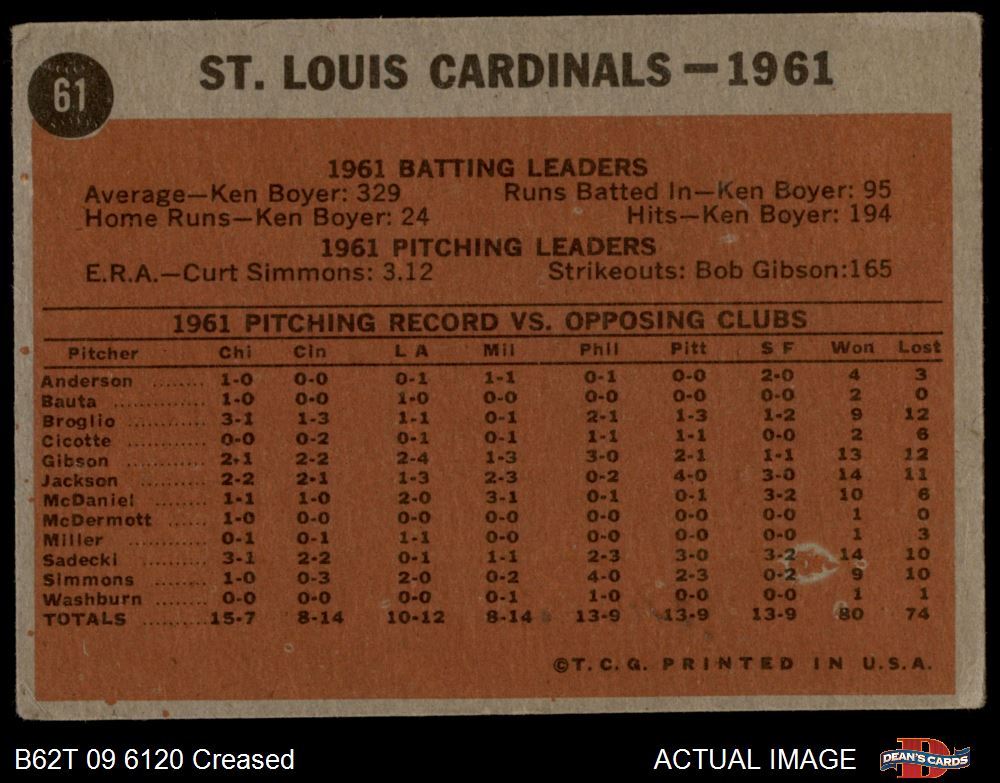 61
ST. LOUIS CARDINALS—1961
1961 BATTING LEADERS
Average—Ken Boyer: 329 Runs Batted In—Ken Boyer: 95
Home Runs—Ken Boyer: 24 Hits—Ken Boyer: 194
1961 PITCHING LEADERS
E.R.A.—Curt Simmons: 3.12 Strikeouts: Bob Gibson:165
1961 PITCHING RECORD VS. OPPOSING CLUBS
Pitcher Chi Cin L A Mil Phil Pitt S F Won Lost
Anderson ........ 1-0 0-0 0-1 1-1 0-1 0-0 2-0 4 3
Bauta ............. 1-0 0-0 1-0 0-0 0-0 0-0 0-0 2 0
Broglio ........... 3-1 1-3 1-1 0-1 2-1 1-3 1-2 9 12
Cicotte ........... 0-0 0-2 0-1 0-1 1-1 1-1 0-0 2 6
Gibson ............ 2-1 2-2 2-4 1-3 3-0 2-1 1-1 13 12
Jackson .......... 2-2 2-1 1-3 2-3 0-2 4-0 3-0 14 11
McDaniel ........ 1-1 1-0 2-0 3-1 0-1 0-1 3-2 10 6
McDermott ...... 1-0 0-0 0-0 0-0 0-0 0-0 0-0 1 0
Miller ............. 0-1 0-1 1-1 0-0 0-0 0-0 0-0 1 3
Sadecki .......... 3-1 2-2 0-1 1-1 2-3 3-0 3-2 14 10
Simmons ........ 1-0 0-3 2-0 0-2 4-0 2-3 0-2 9 10
Washburn ....... 0-0 0-0 0-0 0-1 1-0 0-0 0-0 1 1
TOTALS ......... 15-7 8-14 10-12 8-14 13-9 13-9 13-9 80 74
©T.C.G. PRINTED IN U.S.A.
B62T 09 6120 Creased ACTUAL IMAGE
D
DEAN'S CARDS